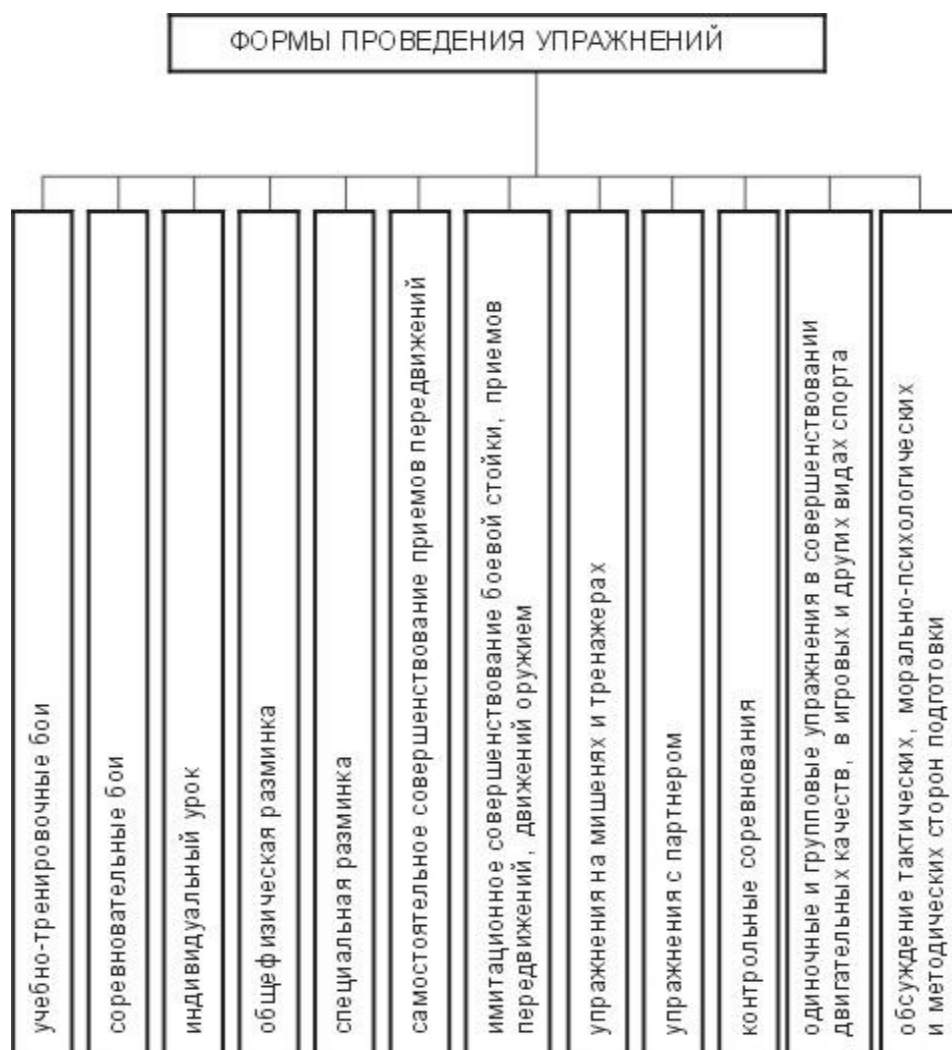 ФОРМЫ ПРОВЕДЕНИЯ УПРАЖНЕНИЙ
учебно-тренировочные бои
соревновательные бои
индивидуальный урок
общефизическая разминка
специальная разминка
самостоятельное совершенствование приемов передвижений
имитационное совершенствование боевой стойки, приемов
передвижений, движений оружием
упражнения на мишенях и тренажерах
упражнения с партнером
контрольные соревнования
одиночные и групповые упражнения в совершенствовании
двигательных качеств, в игровых и других видах спорта
обсуждение тактических, морально-психологических
и методических сторон подготовки